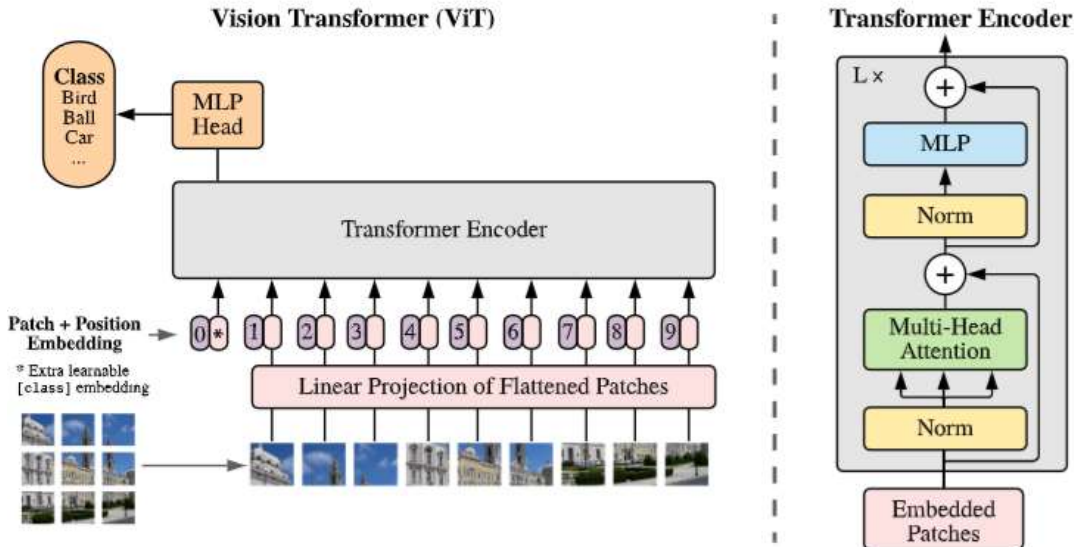 Vision Transformer (ViT)
Class
Bird
Ball
Car
...
MLP
Head
Transformer Encoder
Patch + Position
Embedding
* Extra learnable
[class] embedding
0 * 1 2 3 4 5 6 7 8 9
Linear Projection of Flattened Patches
Transformer Encoder
L ×
+
MLP
Norm
+
Multi-Head
Attention
Norm
Embedded
Patches